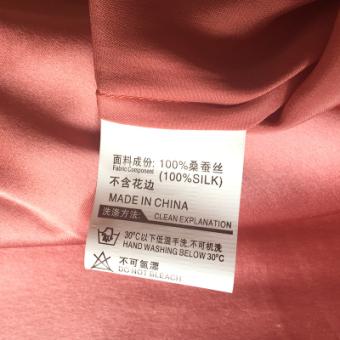 面料成份: 100%桑蚕丝
Fabric Component (100%SILK)
不含花边
MADE IN CHINA
洗涤方法: CLEAN EXPLANATION
30℃以下低温手洗,不可机洗
HAND WASHING BELOW 30℃
不可氯漂
DO NOT BLEACH